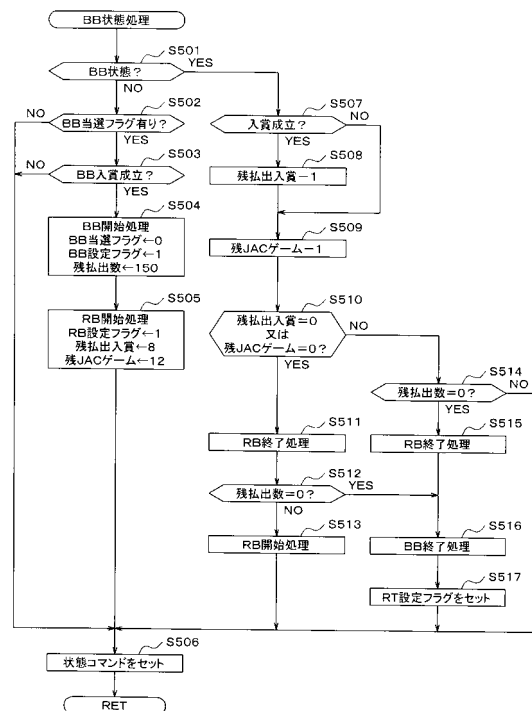 BB状態処理
S501
BB状態？
YES
NO
S502
NO
BB当選フラグ有り？
YES
S503
NO
BB入賞成立？
YES
S504
BB開始処理
BB当選フラグ←0
BB設定フラグ←1
残払出数←150
S505
RB開始処理
RB設定フラグ←1
残払出入賞←8
残JACゲーム←12
S507
入賞成立？
NO
YES
S508
残払出入賞−1
S509
残JACゲーム−1
S510
残払出入賞＝0
又は
残JACゲーム＝0？
NO
YES
S511
RB終了処理
S512
残払出数＝0？
YES
NO
S513
RB開始処理
S514
残払出数＝0？
NO
YES
S515
RB終了処理
S516
BB終了処理
S517
RT設定フラグをセット
S506
状態コマンドをセット
RET